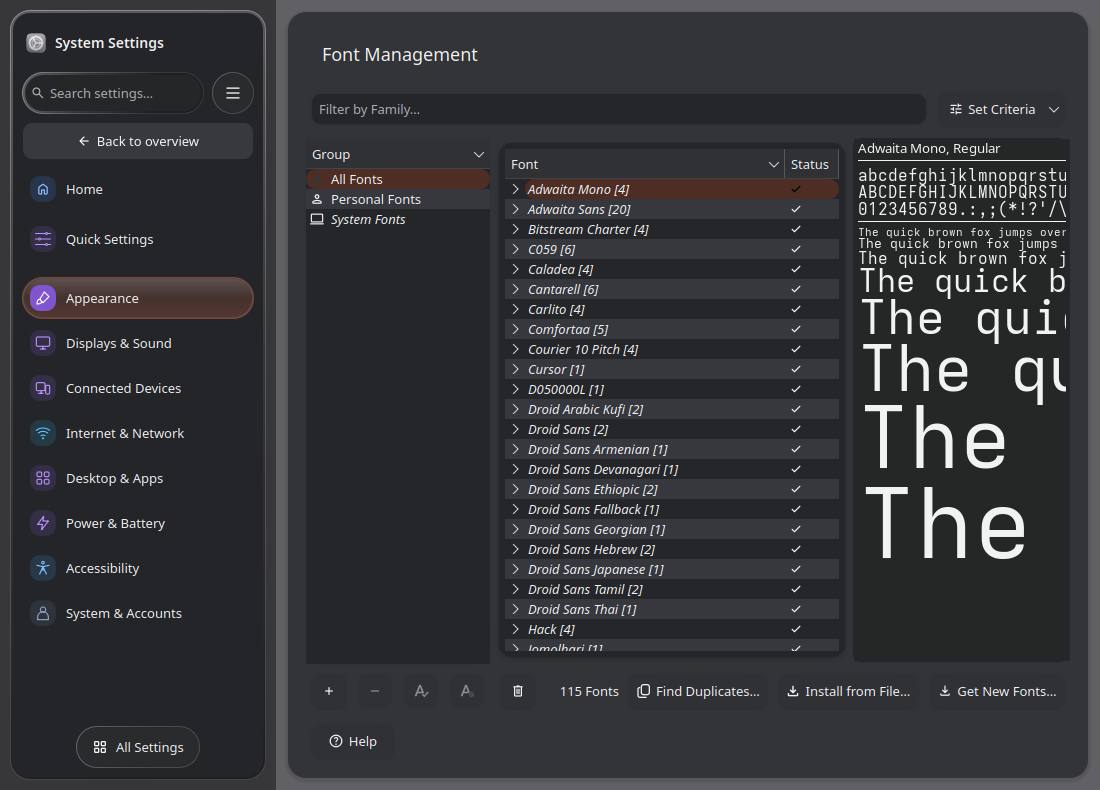 System Settings
Search settings...
Back to overview
Home
Quick Settings
Appearance
Displays & Sound
Connected Devices
Internet & Network
Desktop & Apps
Power & Battery
Accessibility
System & Accounts
All Settings
Font Management
Filter by Family...
Set Criteria
Group
All Fonts
Personal Fonts
System Fonts
Font Status
Adwaita Mono [4]
Adwaita Sans [20]
Bitstream Charter [4]
C059 [6]
Caladea [4]
Cantarell [6]
Carlito [4]
Comfortaa [5]
Courier 10 Pitch [4]
Cursor [1]
D050000L [1]
Droid Arabic Kufi [2]
Droid Sans [2]
Droid Sans Armenian [1]
Droid Sans Devanagari [1]
Droid Sans Ethiopic [2]
Droid Sans Fallback [1]
Droid Sans Georgian [1]
Droid Sans Hebrew [2]
Droid Sans Japanese [1]
Droid Sans Tamil [2]
Droid Sans Thai [1]
Hack [4]
Jomolhari [1]
Adwaita Mono, Regular
abcdefghijklmnopqrstu
ABCDEFGHIJKLMNOPQRSTU
0123456789.:,;(*!?'/\
The quick brown fox jumps over
The quick brown fox jumps
The quick brown fox j
The quick b
The qui
The qu
The
The
115 Fonts
Find Duplicates...
Install from File...
Get New Fonts...
Help